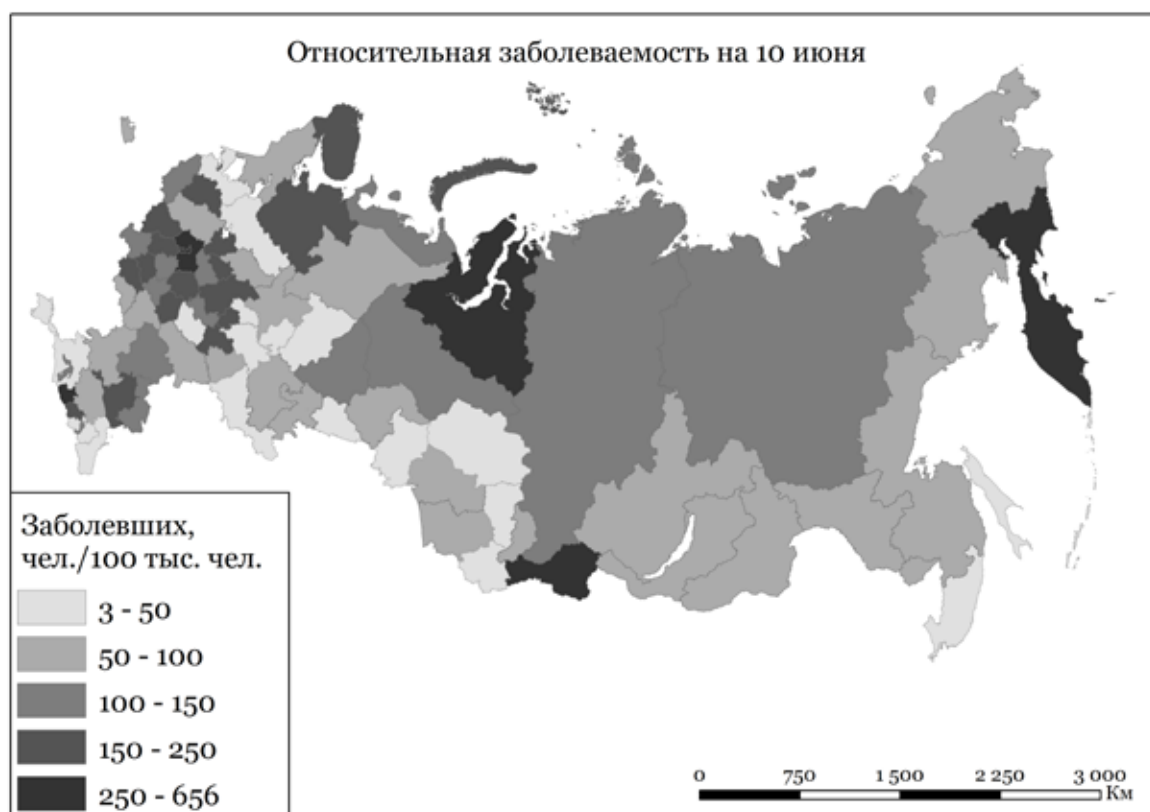 Относительная заболеваемость на 10 июня
Заболевших,
чел./100 тыс. чел.
3 - 50
50 - 100
100 - 150
150 - 250
250 - 656
0 750 1 500 2 250 3 000
Км